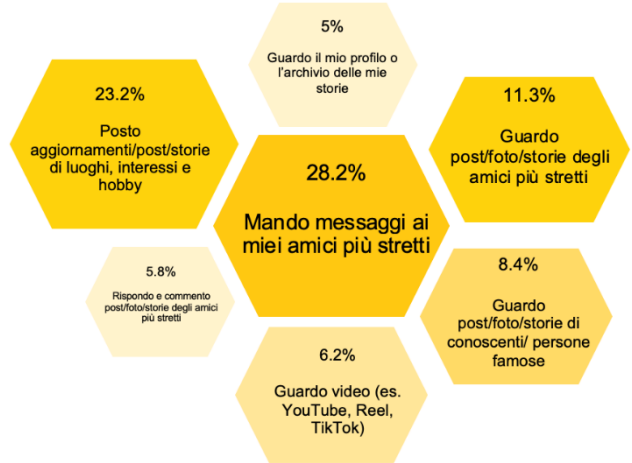 5%
Guardo il mio profilo o
l'archivio delle mie
storie
23.2%
Posto
aggiornamenti/post/storie
di luoghi, interessi e
hobby
11.3%
Guardo
post/foto/storie degli
amici più stretti
28.2%
Mando messaggi ai
miei amici più stretti
5.8%
Rispondo e commento
post/foto/storie degli amici
più stretti
8.4%
Guardo
post/foto/storie di
conoscenti/ persone
famose
6.2%
Guardo video (es.
YouTube, Reel,
TikTok)